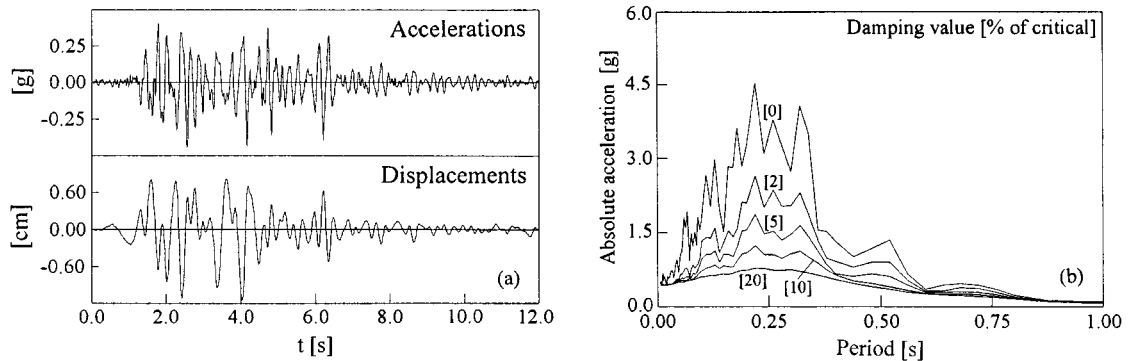 Accelerations
0.25
0.00
-0.25
[g]
Displacements
0.60
0.00
-0.60
[cm]
(a)
0.0 2.0 4.0 6.0 8.0 10.0 12.0
t [s]
Damping value [% of critical]
6.0
4.5
3.0
1.5
0.0
Absolute acceleration [g]
[0]
[2]
[5]
[20]
[10]
(b)
0.00 0.25 0.50 0.75 1.00
Period [s]